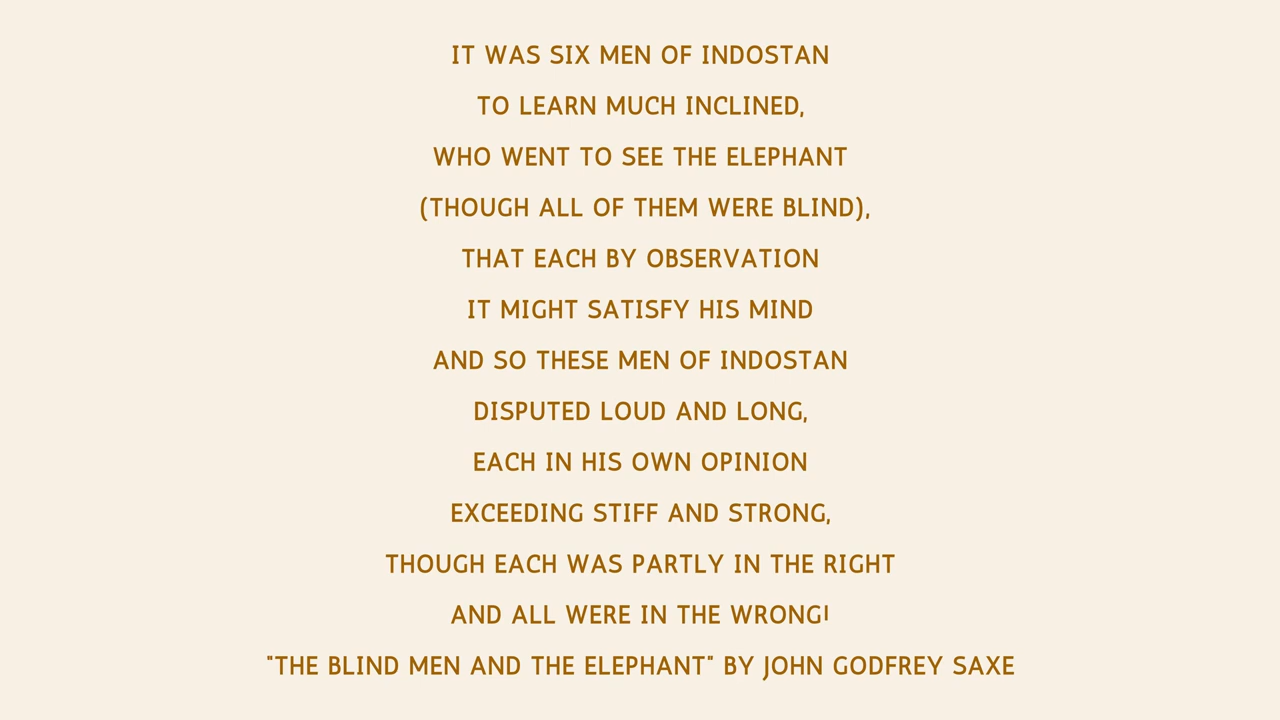 IT WAS SIX MEN OF INDOSTAN
TO LEARN MUCH INCLINED,
WHO WENT TO SEE THE ELEPHANT
(THOUGH ALL OF THEM WERE BLIND),
THAT EACH BY OBSERVATION
IT MIGHT SATISFY HIS MIND
AND SO THESE MEN OF INDOSTAN
DISPUTED LOUD AND LONG,
EACH IN HIS OWN OPINION
EXCEEDING STIFF AND STRONG,
THOUGH EACH WAS PARTLY IN THE RIGHT
AND ALL WERE IN THE WRONG!
"THE BLIND MEN AND THE ELEPHANT" BY JOHN GODFREY SAXE